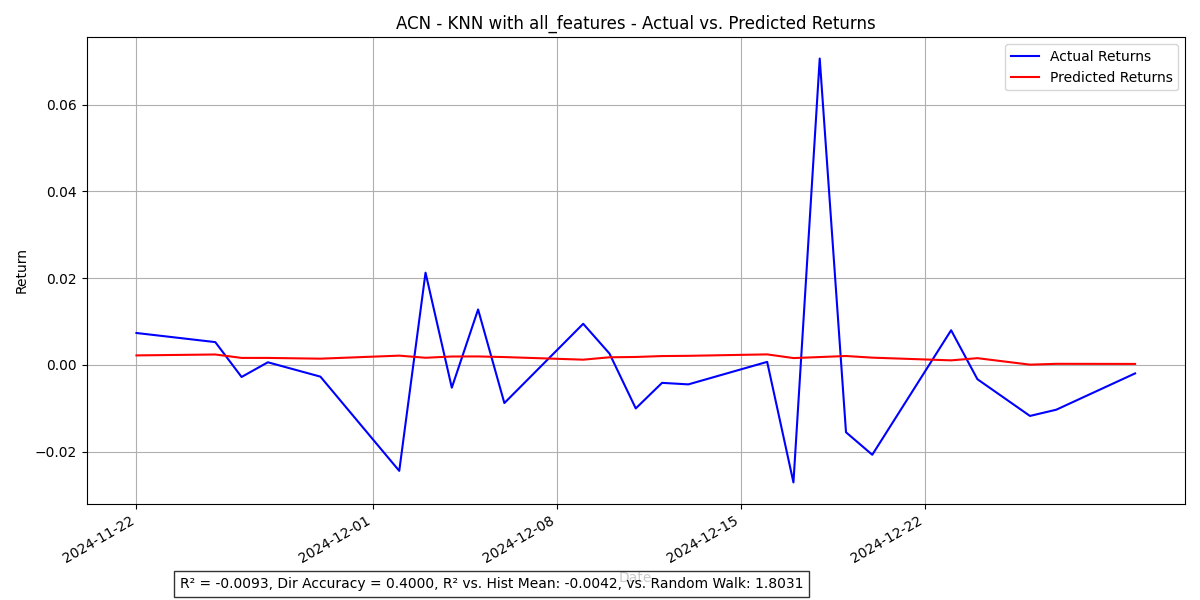 ACN - KNN with all_features - Actual vs. Predicted Returns
Actual Returns
Predicted Returns
Return
0.06
0.04
0.02
0.00
−0.02
2024-11-22
2024-12-01
2024-12-08
2024-12-15
2024-12-22
Date
R² = -0.0093, Dir Accuracy = 0.4000, R² vs. Hist Mean: -0.0042, vs. Random Walk: 1.8031